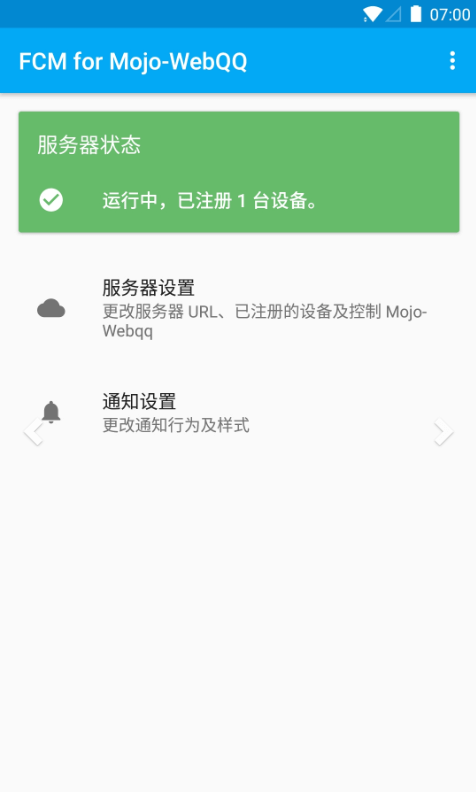 07:00
FCM for Mojo-WebQQ
服务器状态
运行中，已注册 1 台设备。
服务器设置
更改服务器 URL、已注册的设备及控制 Mojo-
Webqq
通知设置
更改通知行为及样式